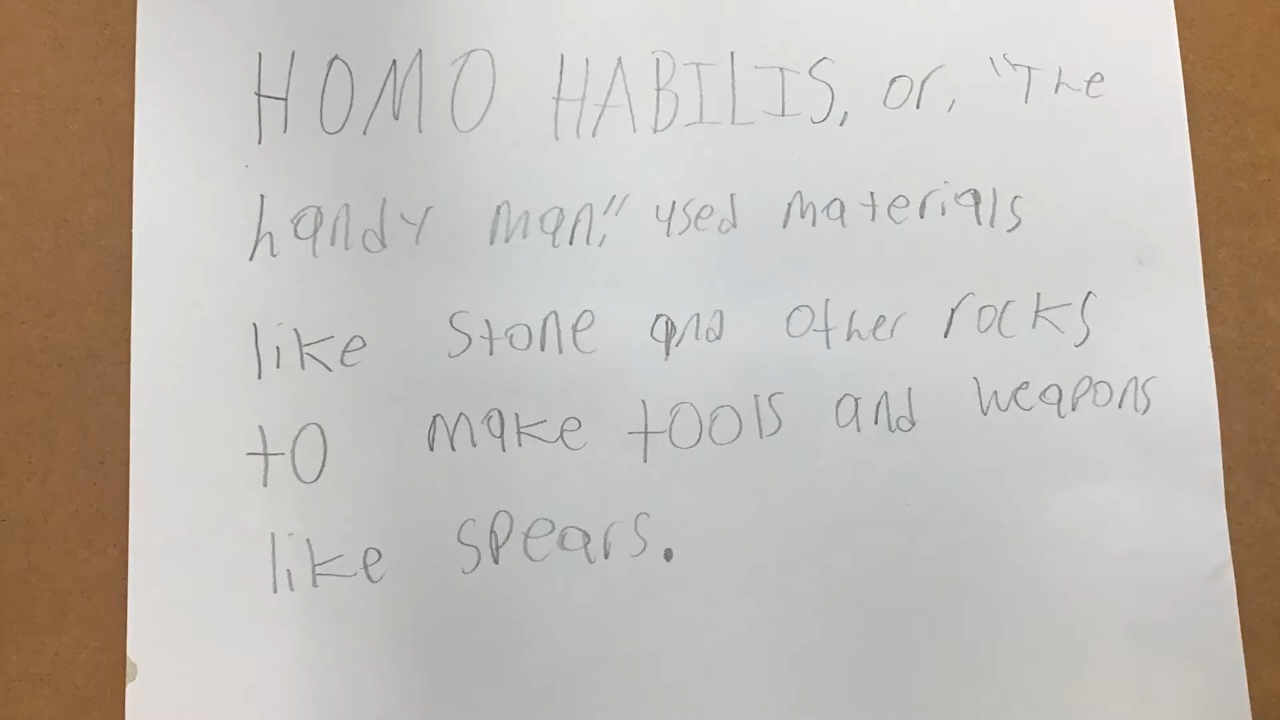 HOMO HABILIS, or, "The
handy man," used materials
like stone and other rocks
to make tools and weapons
like spears.